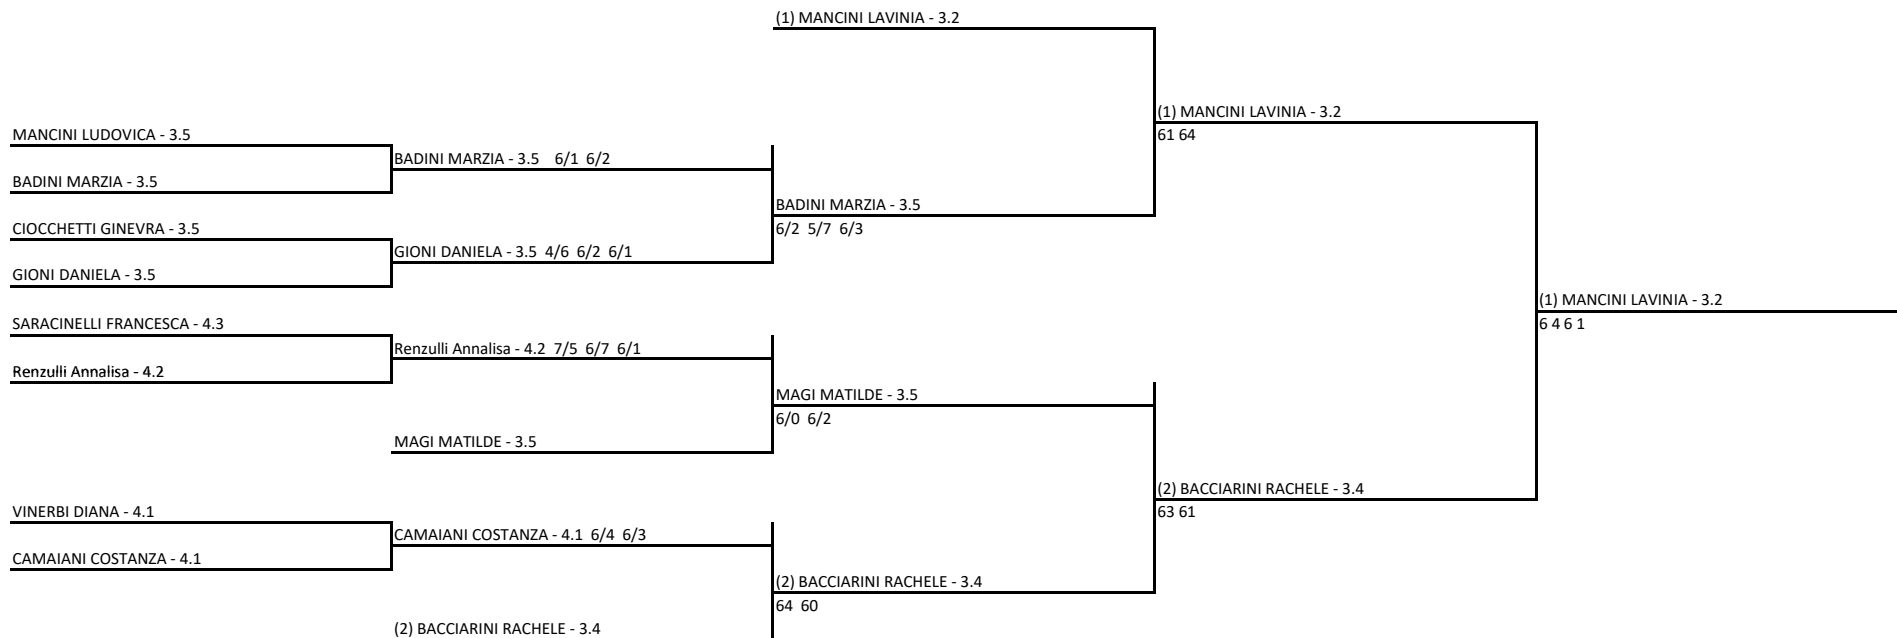 (1) MANCINI LAVINIA - 3.2
(1) MANCINI LAVINIA - 3.2
MANCINI LUDOVICA - 3.5
61 64
BADINI MARZIA - 3.5 6/1 6/2
BADINI MARZIA - 3.5
BADINI MARZIA - 3.5
CIOCCHETTI GINEVRA - 3.5
6/2 5/7 6/3
GIONI DANIELA - 3.5 4/6 6/2 6/1
GIONI DANIELA - 3.5
(1) MANCINI LAVINIA - 3.2
SARACINELLI FRANCESCA - 4.3
6 4 6 1
Renzulli Annalisa - 4.2 7/5 6/7 6/1
Renzulli Annalisa - 4.2
MAGI MATILDE - 3.5
6/0 6/2
MAGI MATILDE - 3.5
(2) BACCIARINI RACHELE - 3.4
VINERBI DIANA - 4.1
63 61
CAMAIANI COSTANZA - 4.1 6/4 6/3
CAMAIANI COSTANZA - 4.1
(2) BACCIARINI RACHELE - 3.4
64 60
(2) BACCIARINI RACHELE - 3.4